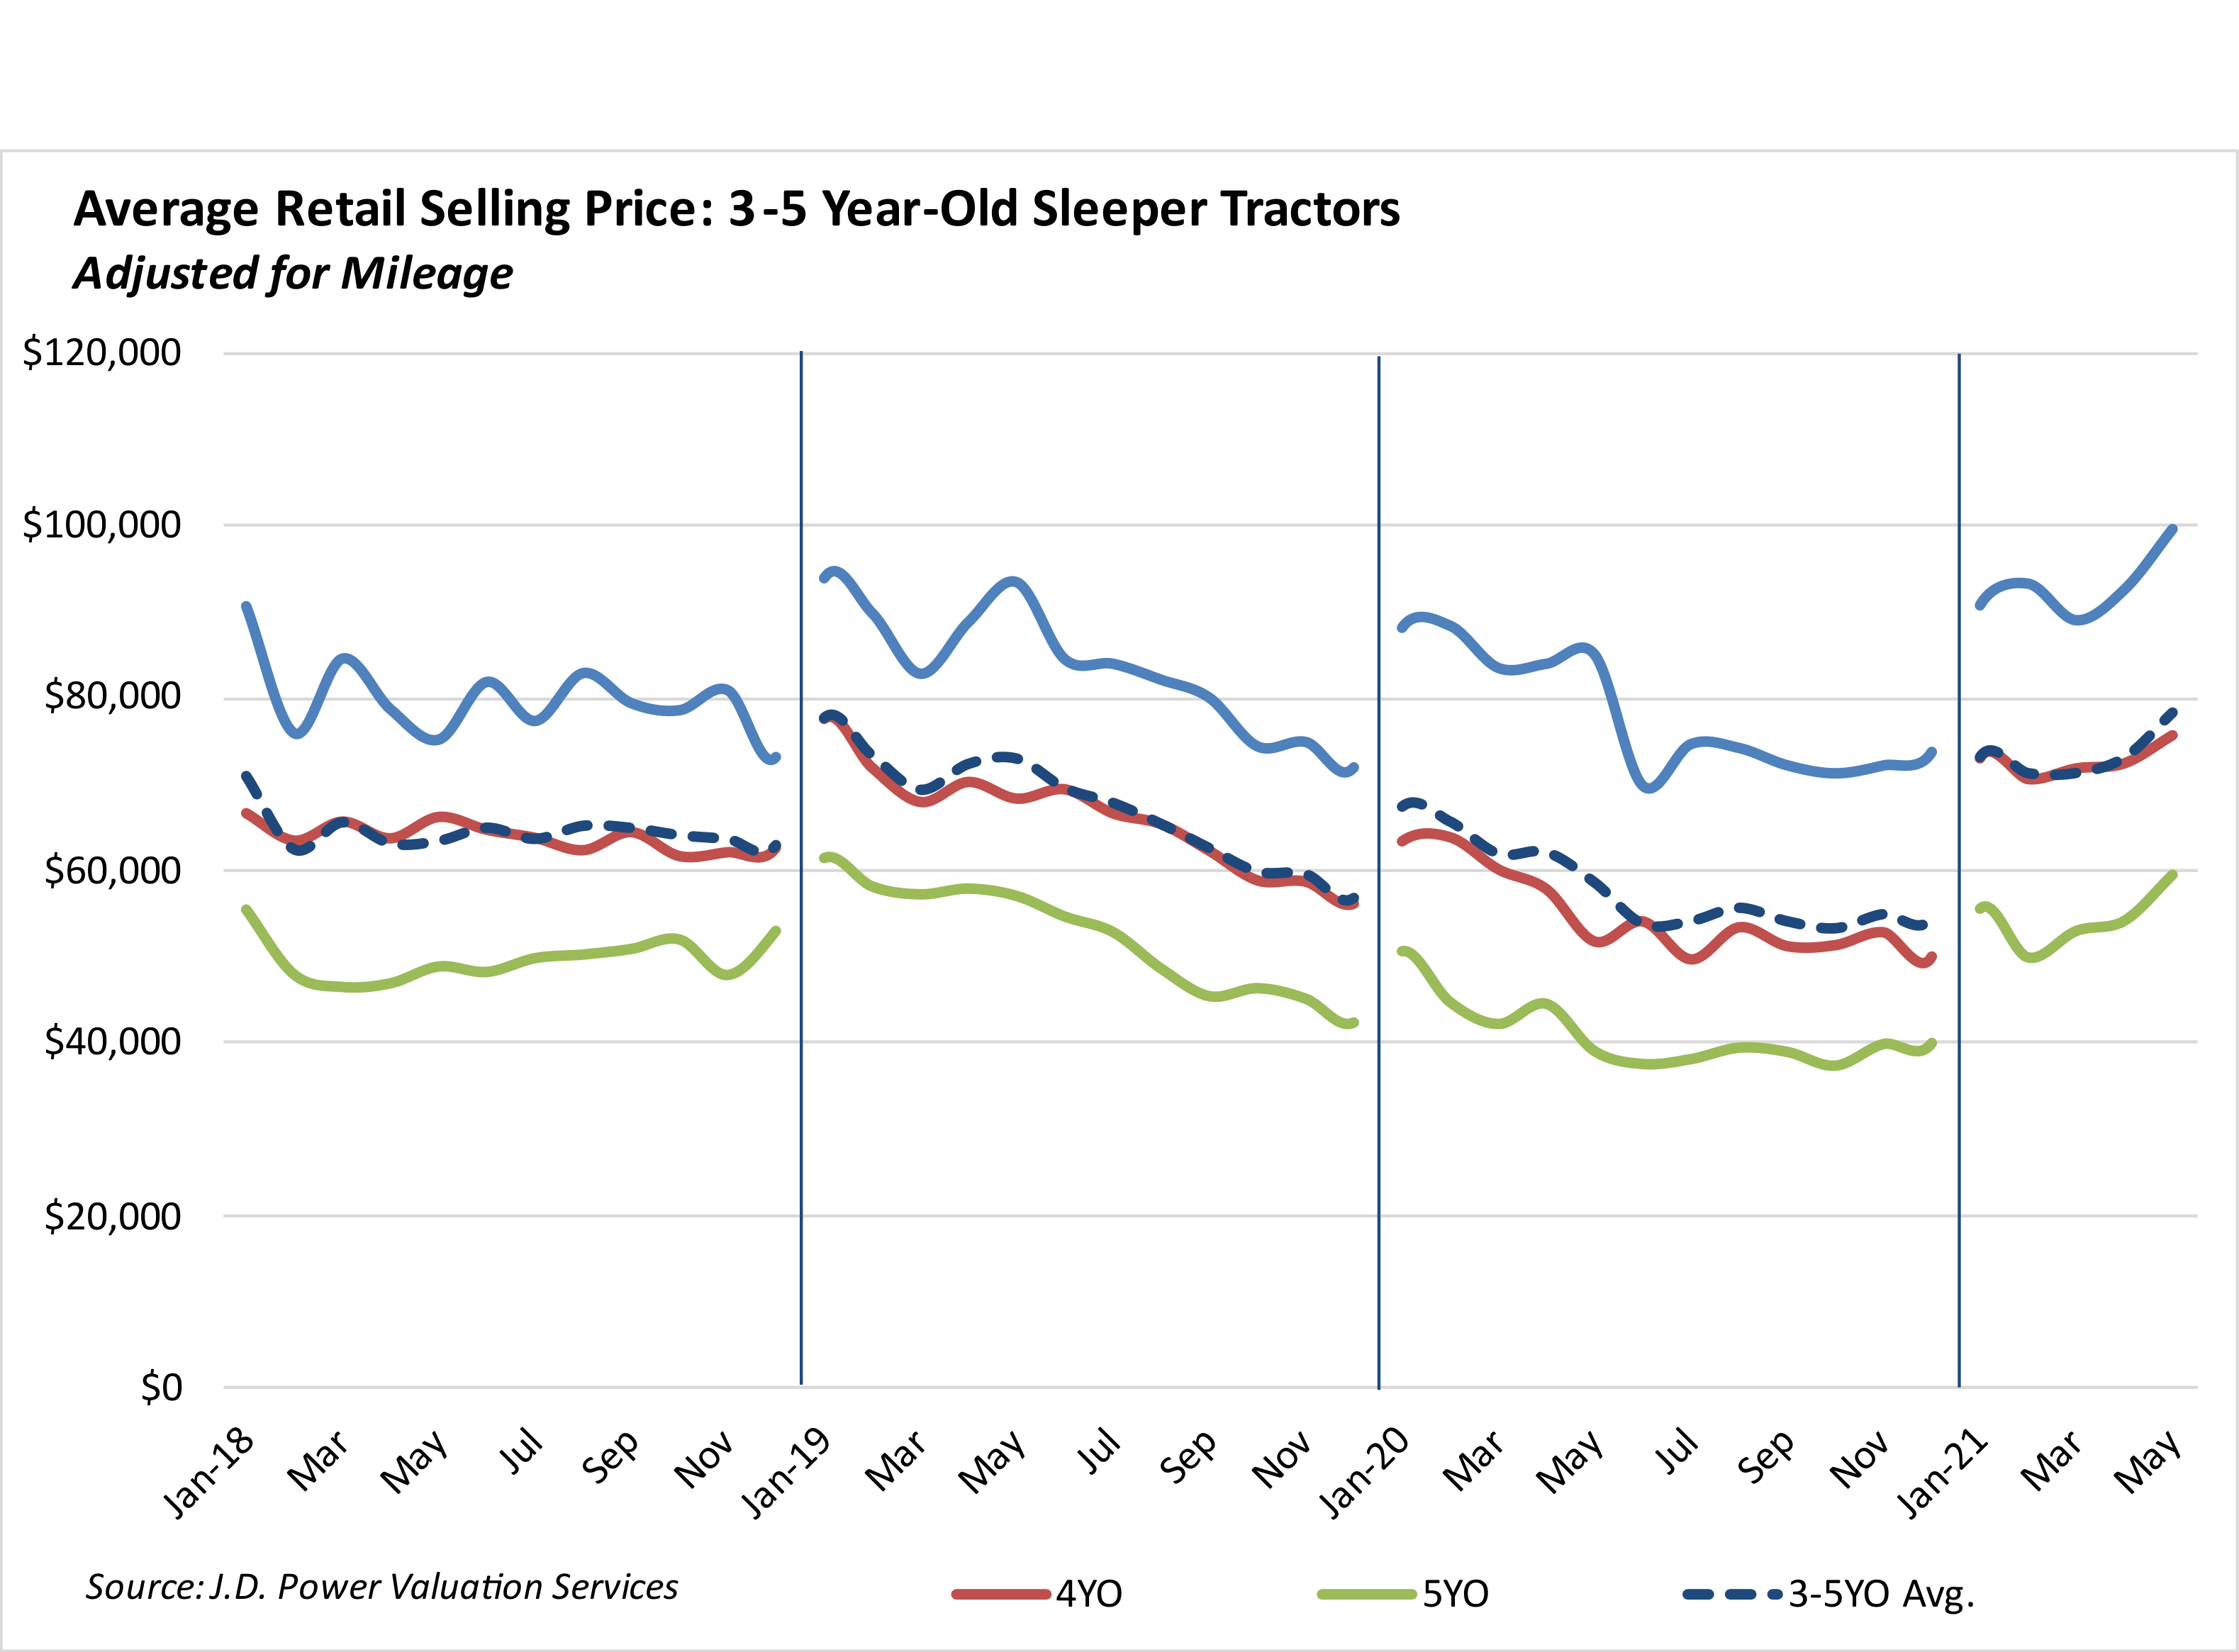 Average Retail Selling Price: 3-5 Year-Old Sleeper Tractors
Adjusted for Mileage
$120,000
$100,000
$80,000
$60,000
$40,000
$20,000
$0
Jan-18 Mar May Jul Sep Nov Jan-19 Mar May Jul Sep Nov Jan-20 Mar May Jul Sep Nov Jan-21 Mar May
Source: J.D. Power Valuation Services 4YO 5YO 3-5YO Avg.